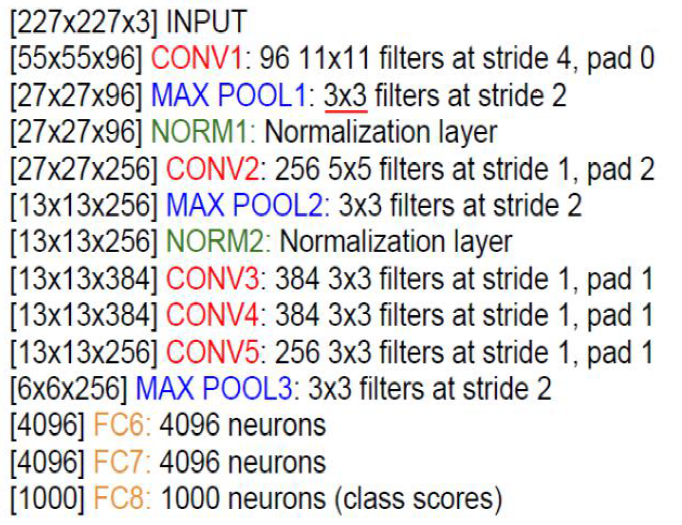 [227x227x3] INPUT
[55x55x96] CONV1: 96 11x11 filters at stride 4, pad 0
[27x27x96] MAX POOL1: 3x3 filters at stride 2
[27x27x96] NORM1: Normalization layer
[27x27x256] CONV2: 256 5x5 filters at stride 1, pad 2
[13x13x256] MAX POOL2: 3x3 filters at stride 2
[13x13x256] NORM2: Normalization layer
[13x13x384] CONV3: 384 3x3 filters at stride 1, pad 1
[13x13x384] CONV4: 384 3x3 filters at stride 1, pad 1
[13x13x256] CONV5: 256 3x3 filters at stride 1, pad 1
[6x6x256] MAX POOL3: 3x3 filters at stride 2
[4096] FC6: 4096 neurons
[4096] FC7: 4096 neurons
[1000] FC8: 1000 neurons (class scores)